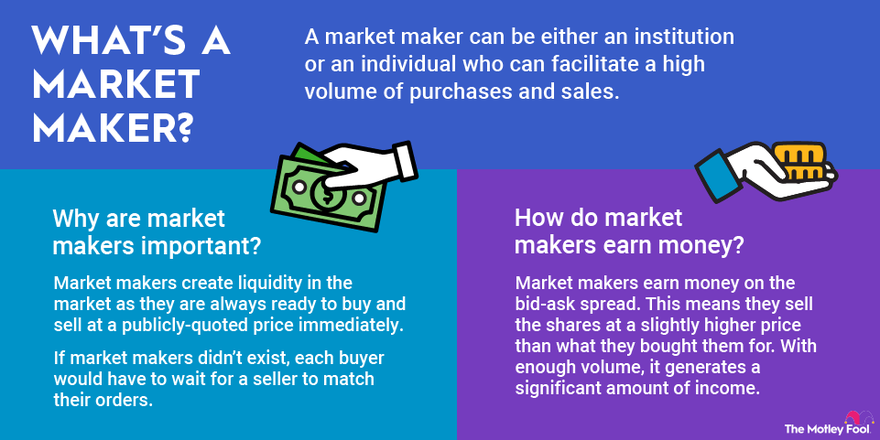 WHAT'S A
MARKET
MAKER?
A market maker can be either an institution
or an individual who can facilitate a high
volume of purchases and sales.
Why are market
makers important?
Market makers create liquidity in the
market as they are always ready to buy and
sell at a publicly-quoted price immediately.
If market makers didn't exist, each buyer
would have to wait for a seller to match
their orders.
How do market
makers earn money?
Market makers earn money on the
bid-ask spread. This means they sell
the shares at a slightly higher price
than what they bought them for. With
enough volume, it generates a
significant amount of income.
The Motley Fool.